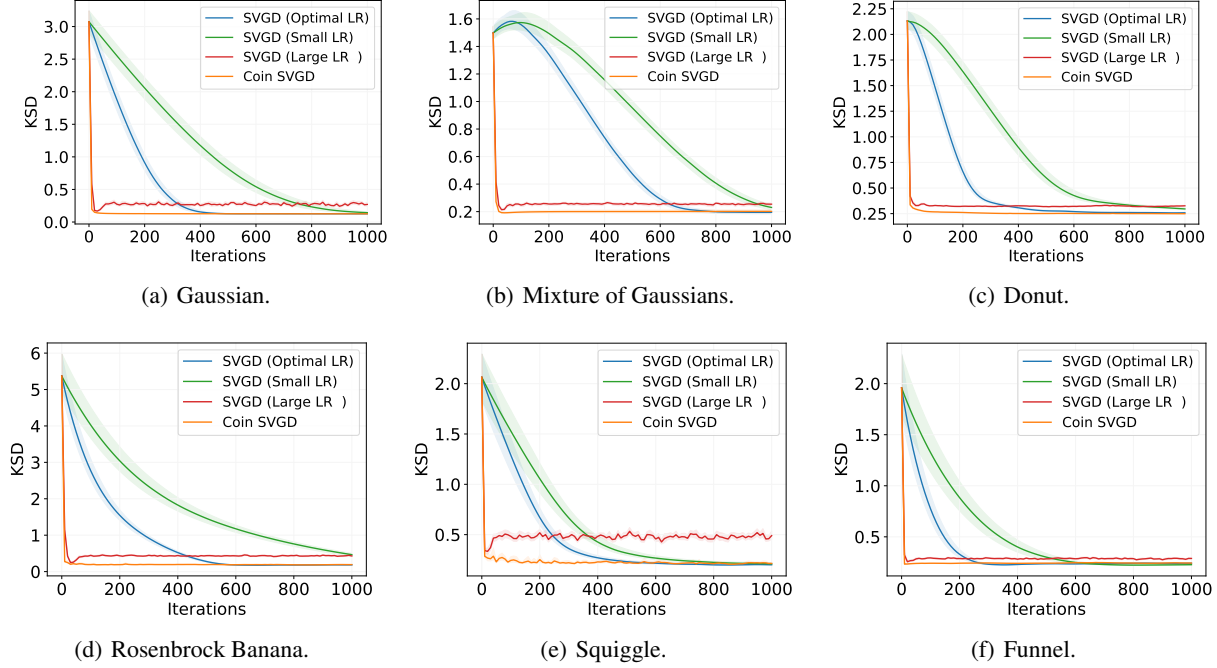 SVGD (Optimal LR)
SVGD (Small LR)
SVGD (Large LR )
Coin SVGD
KSD
3.0
2.5
2.0
1.5
1.0
0.5
0.0
0 200 400 600 800 1000
Iterations
(a) Gaussian.
SVGD (Optimal LR)
SVGD (Small LR)
SVGD (Large LR )
Coin SVGD
KSD
1.6
1.4
1.2
1.0
0.8
0.6
0.4
0.2
0 200 400 600 800 1000
Iterations
(b) Mixture of Gaussians.
SVGD (Optimal LR)
SVGD (Small LR)
SVGD (Large LR )
Coin SVGD
KSD
2.25
2.00
1.75
1.50
1.25
1.00
0.75
0.50
0.25
0 200 400 600 800 1000
Iterations
(c) Donut.
SVGD (Optimal LR)
SVGD (Small LR)
SVGD (Large LR )
Coin SVGD
KSD
6
5
4
3
2
1
0
0 200 400 600 800 1000
Iterations
(d) Rosenbrock Banana.
SVGD (Optimal LR)
SVGD (Small LR)
SVGD (Large LR )
Coin SVGD
KSD
2.0
1.5
1.0
0.5
0 200 400 600 800 1000
Iterations
(e) Squiggle.
SVGD (Optimal LR)
SVGD (Small LR)
SVGD (Large LR )
Coin SVGD
KSD
2.0
1.5
1.0
0.5
0 200 400 600 800 1000
Iterations
(f) Funnel.